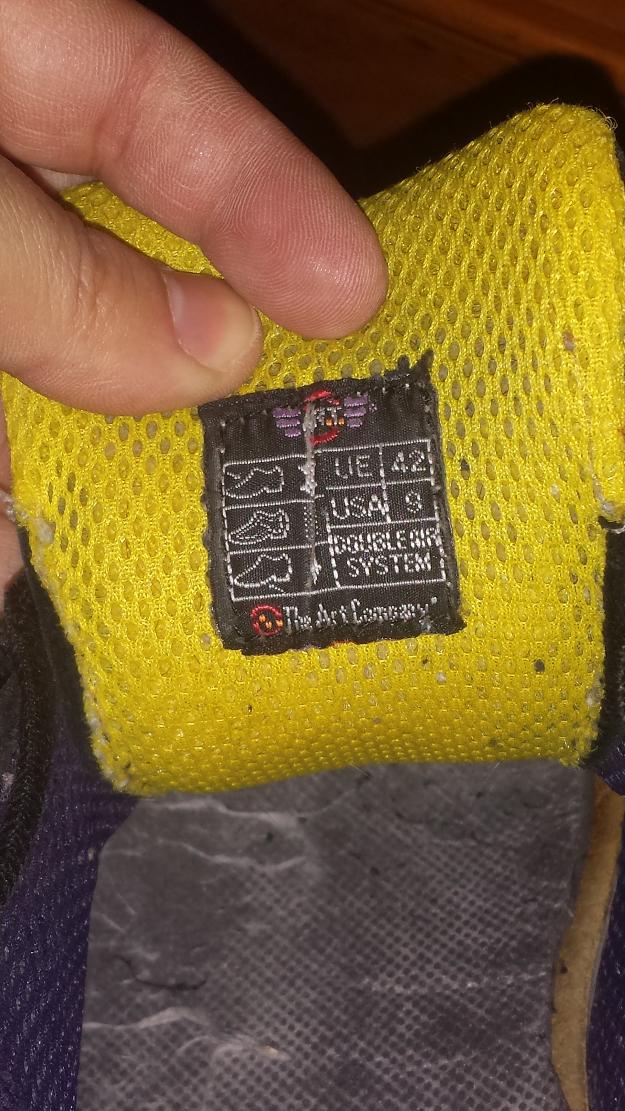 UE 42
USA 9
DOUBLE AIR
SYSTEM
The Art Company